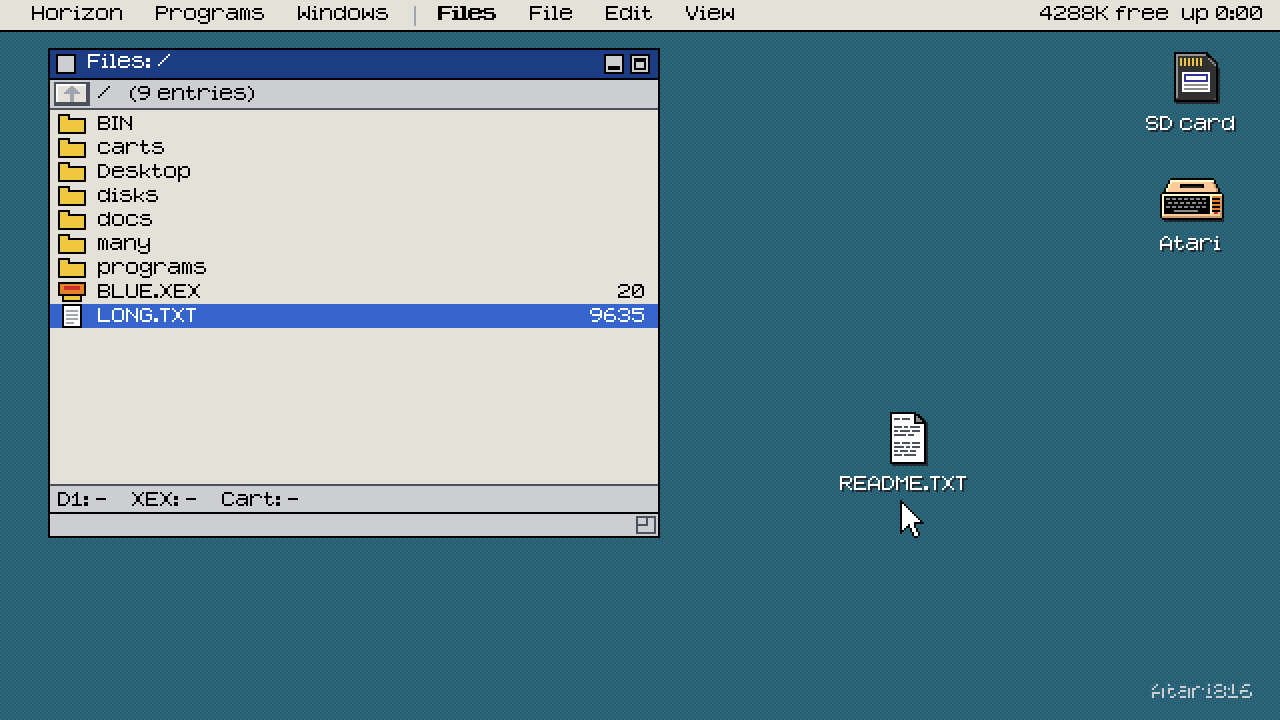 Horizon Programs Windows | Files File Edit View 4288K free up 0:00
Files: /
/ (9 entries)
BIN
carts
Desktop
disks
docs
many
programs
BLUE.XEX 20
LONG.TXT 9635
D1: - XEX: - Cart: -
SD card
Atari
README.TXT
Atari816